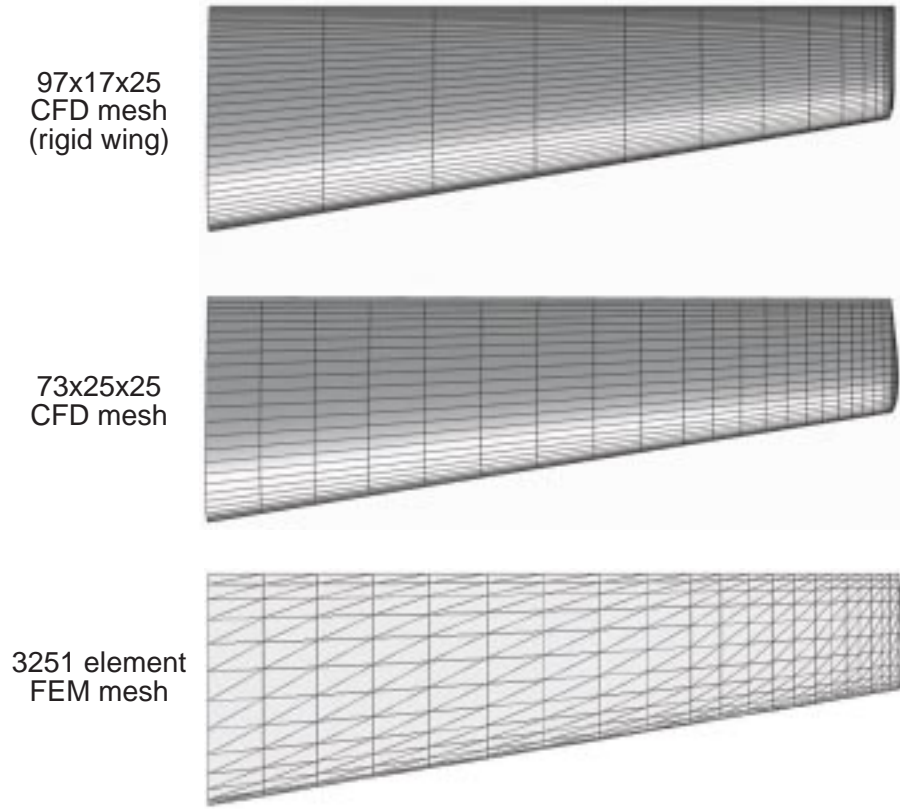 97x17x25
CFD mesh
(rigid wing)
73x25x25
CFD mesh
3251 element
FEM mesh